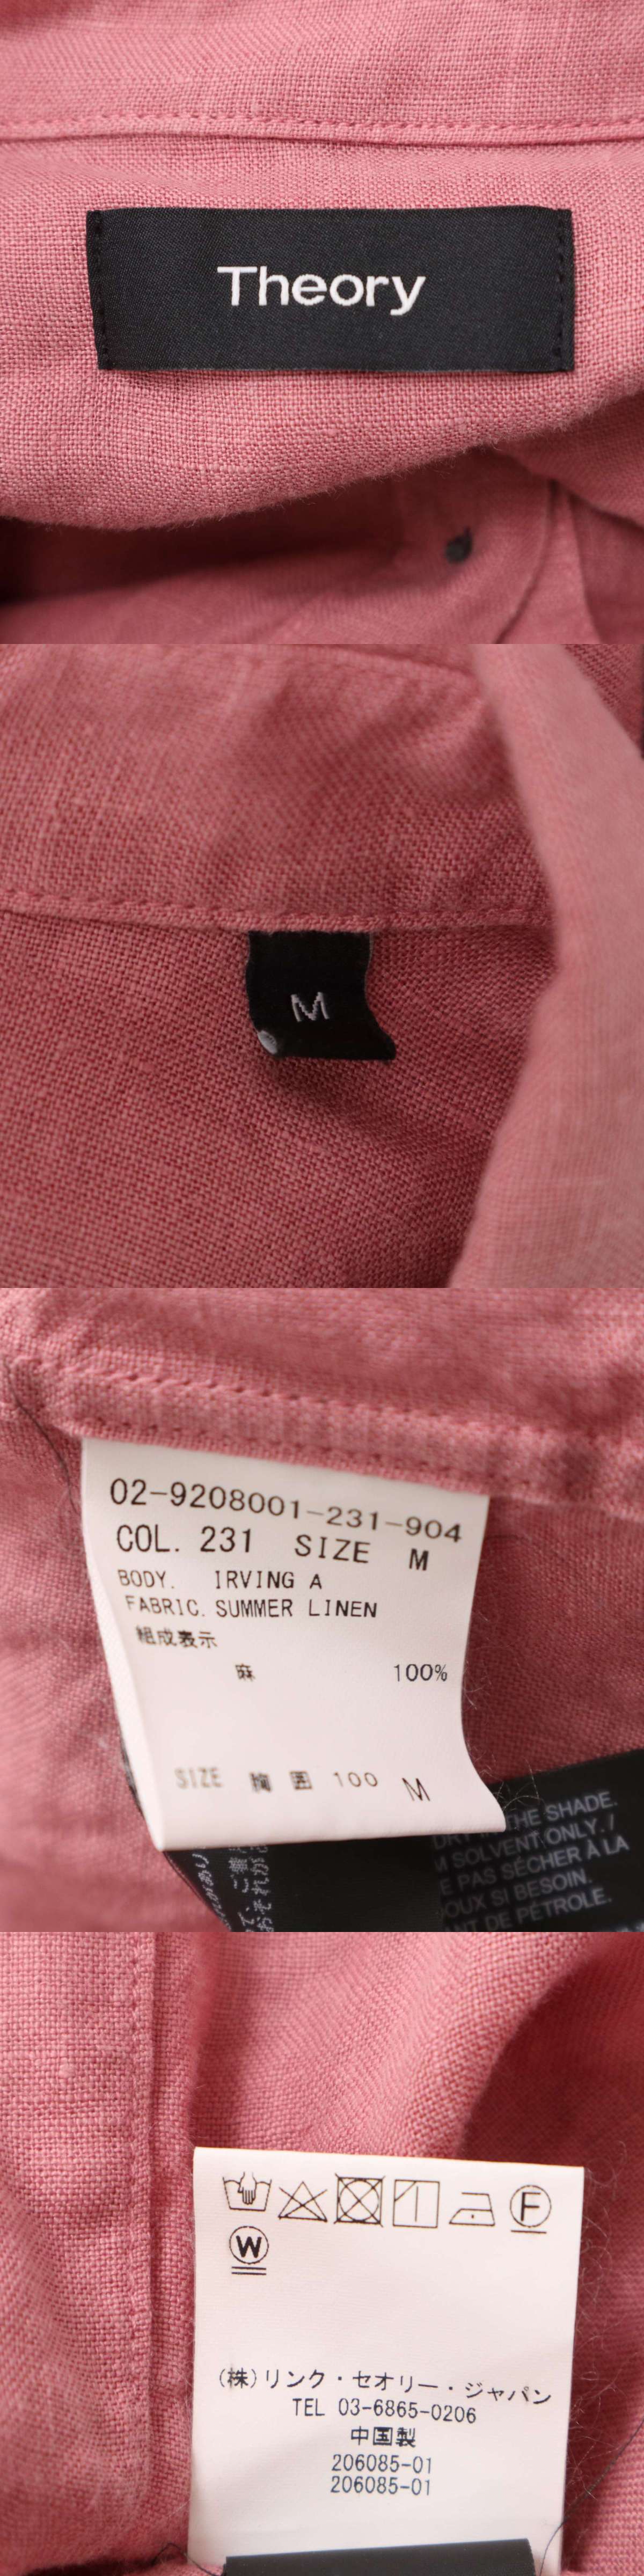 Theory
M
02-9208001-231-904
COL. 231 SIZE M
BODY. IRVING A
FABRIC. SUMMER LINEN
組成表示
麻 100%
SIZE 胸囲 100 M
THE SHADE.
SOLVENT ONLY. /
PAS SÉCHER À LA
OUX SI BESOIN.
ANT DE PÉTROLE.
F
W
(株)リンク・セオリー・ジャパン
TEL 03-6865-0206
中国製
206085-01
206085-01